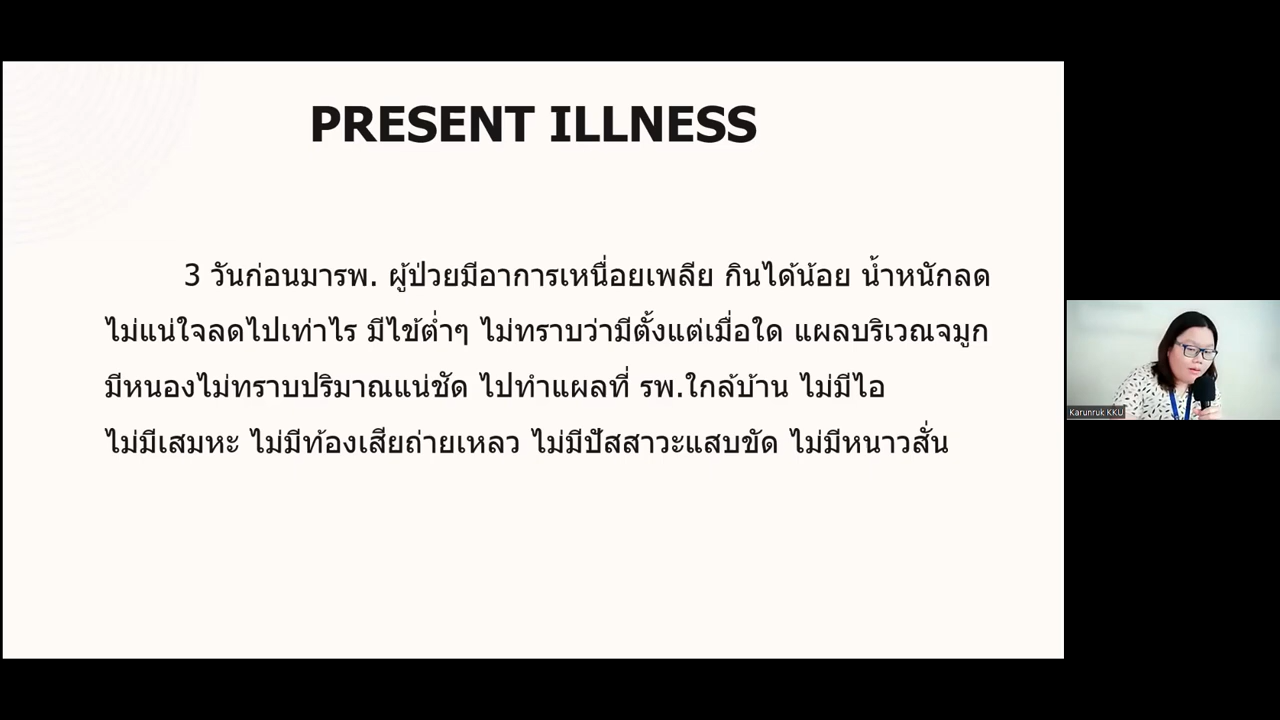 PRESENT ILLNESS
3 วันก่อนมารพ. ผู้ป่วยมีอาการเหนื่อยเพลีย กินได้น้อย น้ำหนักลด
ไม่แน่ใจลดไปเท่าไร มีไข้ต่ำๆ ไม่ทราบว่ามีตั้งแต่เมื่อใด แผลบริเวณจมูก
มีหนองไม่ทราบปริมาณแน่ชัด ไปทำแผลที่ รพ.ใกล้บ้าน ไม่มีไอ
ไม่มีเสมหะ ไม่มีท้องเสียถ่ายเหลว ไม่มีปัสสาวะแสบขัด ไม่มีหนาวสั่น
Karunruk KKU